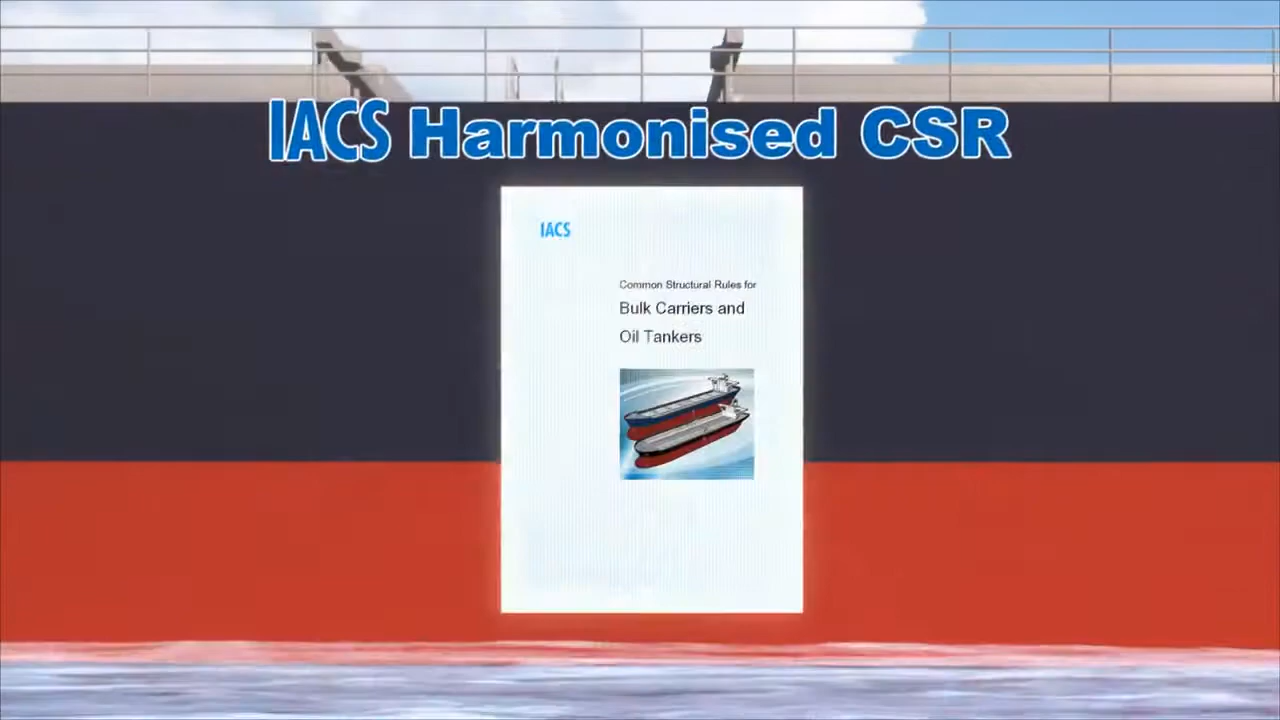 IACS Harmonised CSR
IACS
Common Structural Rules for
Bulk Carriers and
Oil Tankers